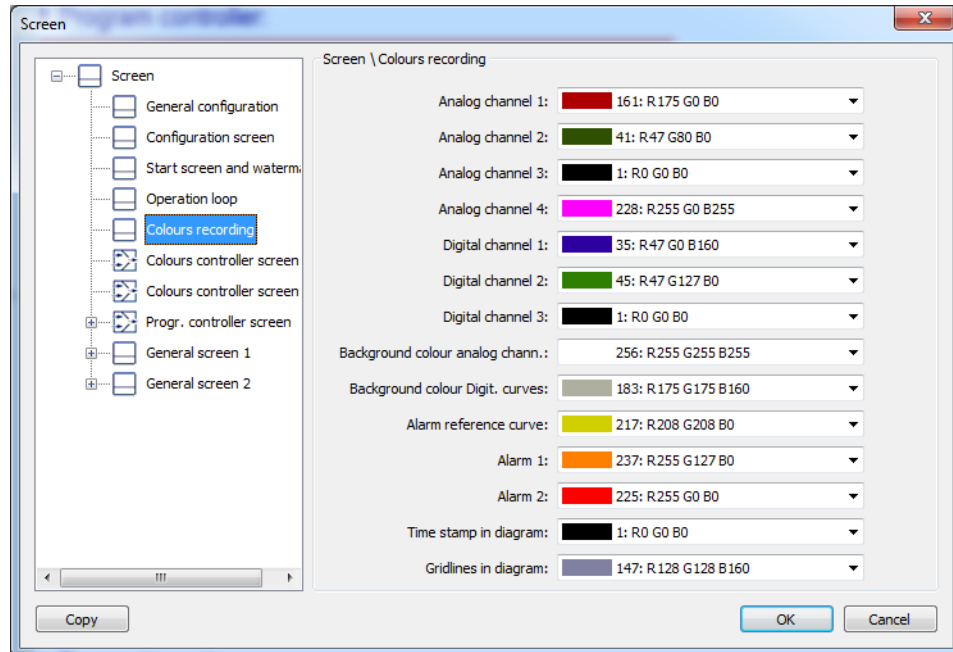 1 Program controller:
Screen
Screen
General configuration
Configuration screen
Start screen and waterma
Operation loop
Colours recording
Colours controller screen
Colours controller screen
Progr. controller screen
General screen 1
General screen 2
Screen \ Colours recording
Analog channel 1: 161: R175 G0 B0
Analog channel 2: 41: R47 G80 B0
Analog channel 3: 1: R0 G0 B0
Analog channel 4: 228: R255 G0 B255
Digital channel 1: 35: R47 G0 B160
Digital channel 2: 45: R47 G127 B0
Digital channel 3: 1: R0 G0 B0
Background colour analog chann.: 256: R255 G255 B255
Background colour Digit. curves: 183: R175 G175 B160
Alarm reference curve: 217: R208 G208 B0
Alarm 1: 237: R255 G127 B0
Alarm 2: 225: R255 G0 B0
Time stamp in diagram: 1: R0 G0 B0
Gridlines in diagram: 147: R128 G128 B160
Copy
OK
Cancel